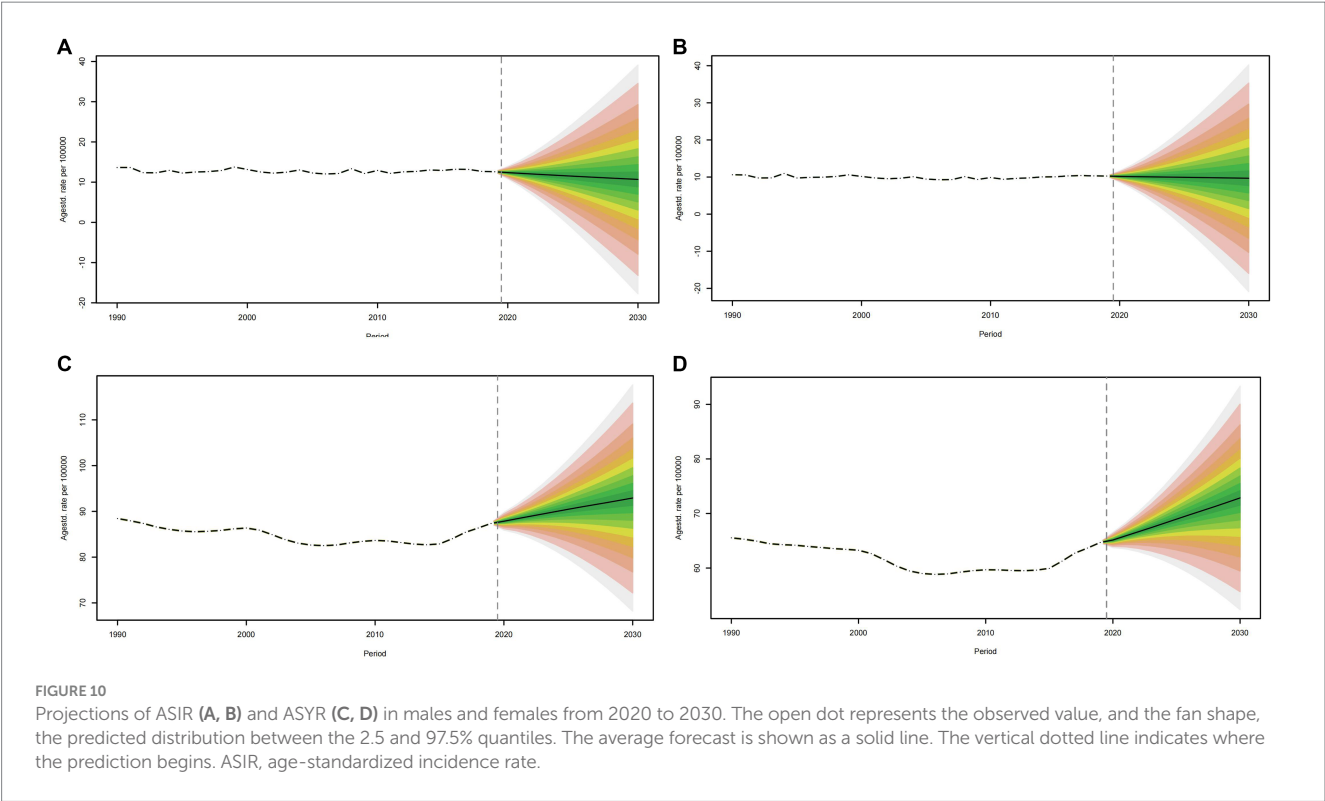 A
Agestd. rate per 100000
40
30
20
10
0
-10
-20
1990
2000
2010
2020
2030
Period
B
Agestd. rate per 100000
40
30
20
10
0
-10
-20
1990
2000
2010
2020
2030
Period
C
Agestd. rate per 100000
110
100
90
80
70
1990
2000
2010
2020
2030
Period
D
Agestd. rate per 100000
90
80
70
60
1990
2000
2010
2020
2030
Period
FIGURE 10
Projections of ASIR (A, B) and ASYR (C, D) in males and females from 2020 to 2030. The open dot represents the observed value, and the fan shape,
the predicted distribution between the 2.5 and 97.5% quantiles. The average forecast is shown as a solid line. The vertical dotted line indicates where
the prediction begins. ASIR, age-standardized incidence rate.